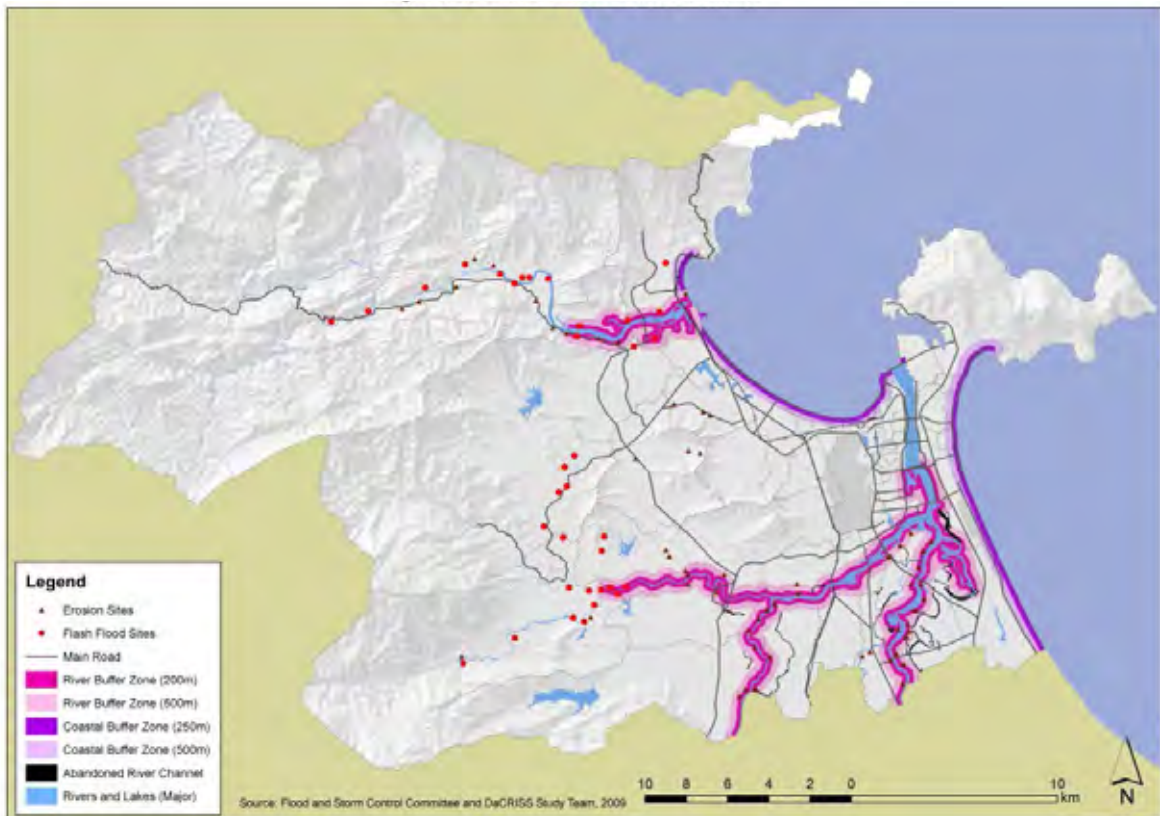 Legend
Erosion Sites
Flash Flood Sites
Main Road
River Buffer Zone (200m)
River Buffer Zone (500m)
Coastal Buffer Zone (250m)
Coastal Buffer Zone (500m)
Abandoned River Channel
Rivers and Lakes (Major)
Source: Flood and Storm Control Committee and DaCRISS Study Team, 2009
10 8 6 4 2 0 10
km
N